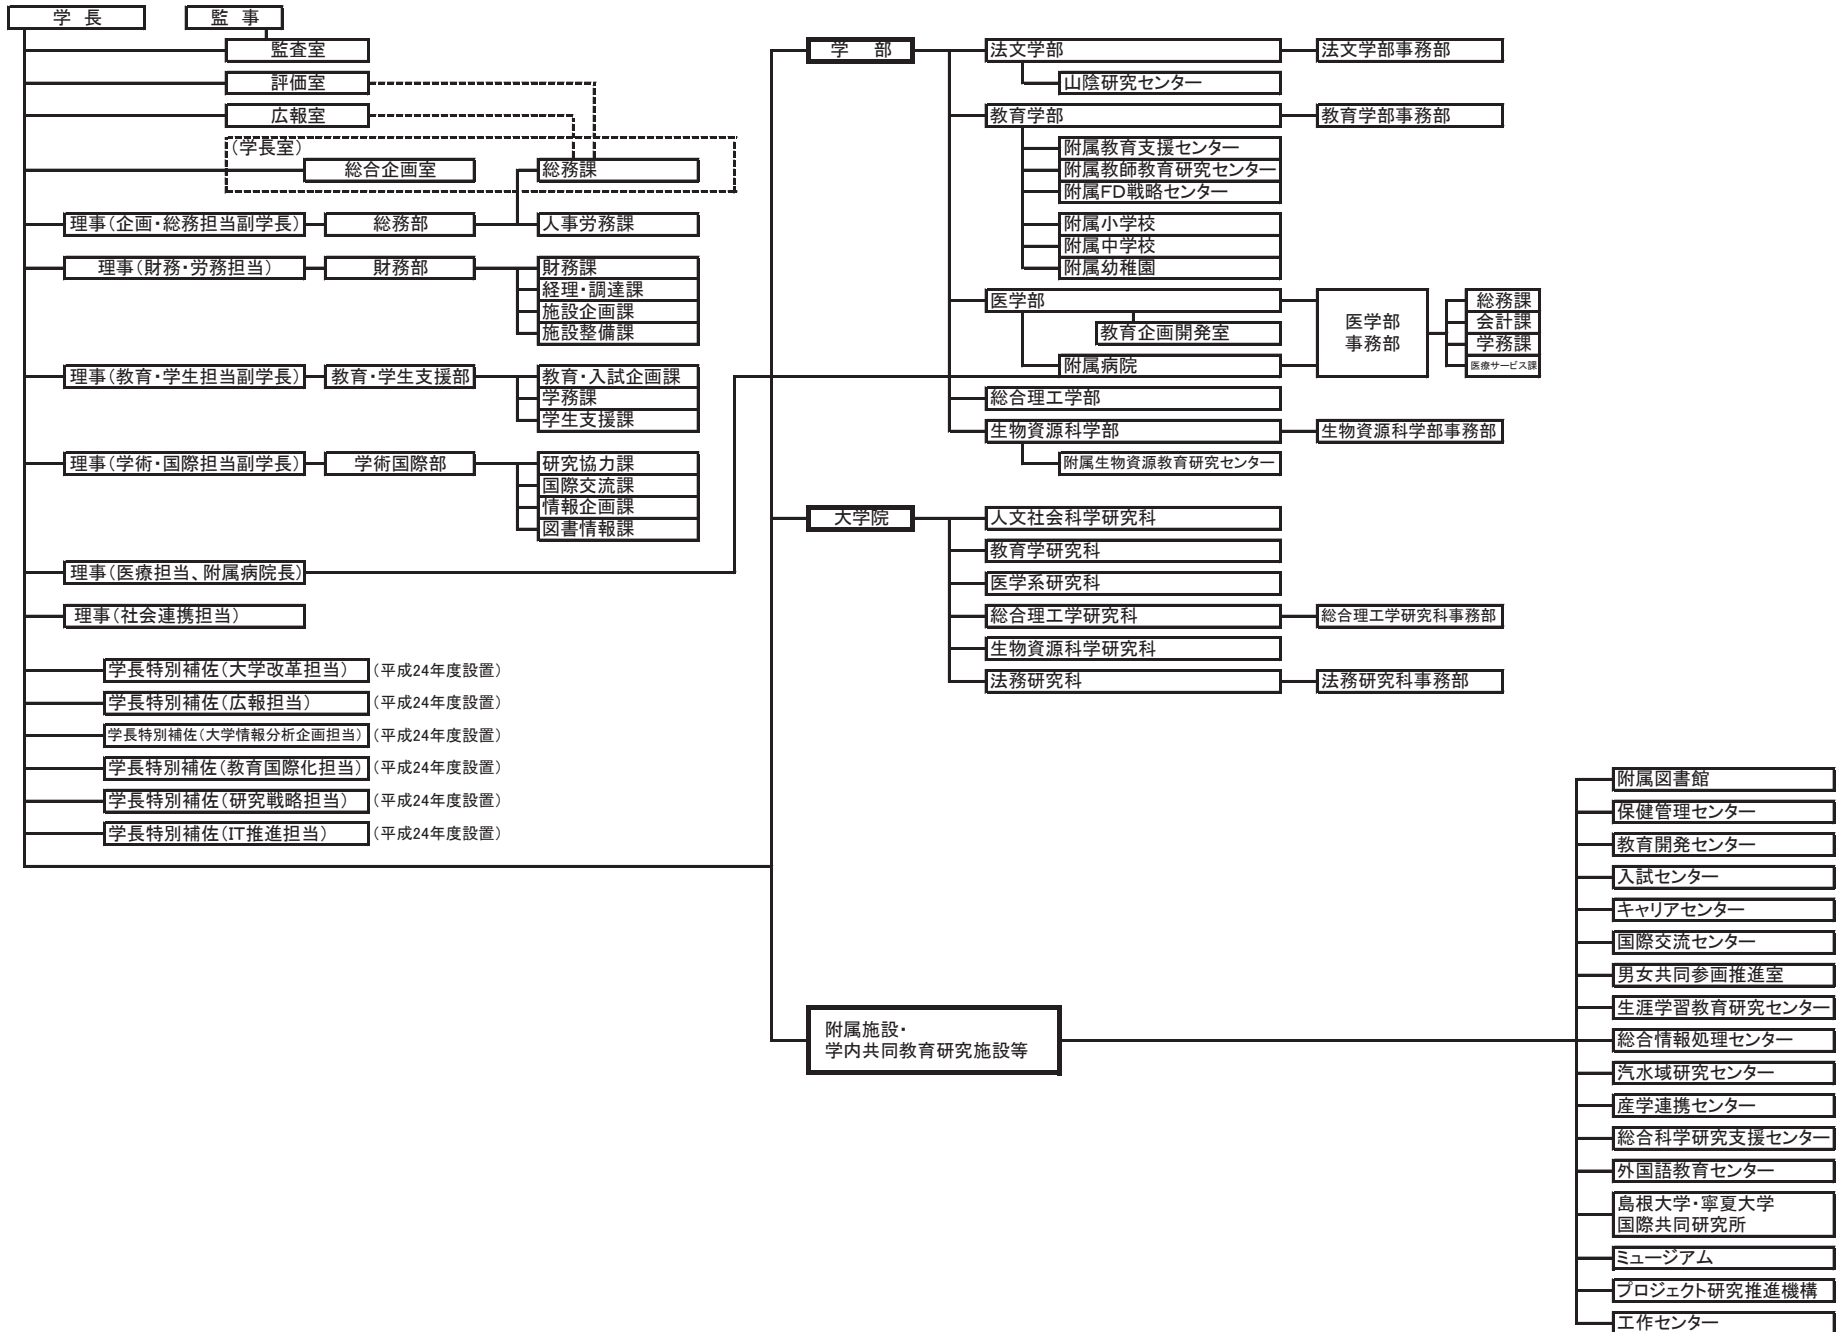 学 長
監 事
監査室
評価室
広報室
(学長室)
総合企画室
総務課
理事(企画・総務担当副学長)
総務部
人事労務課
理事(財務・労務担当)
財務部
財務課
経理・調達課
施設企画課
施設整備課
理事(教育・学生担当副学長)
教育・学生支援部
教育・入試企画課
学務課
学生支援課
理事(学術・国際担当副学長)
学術国際部
研究協力課
国際交流課
情報企画課
図書情報課
理事(医療担当、附属病院長)
理事(社会連携担当)
学長特別補佐(大学改革担当)
(平成24年度設置)
学長特別補佐(広報担当)
(平成24年度設置)
学長特別補佐(大学情報分析企画担当)
(平成24年度設置)
学長特別補佐(教育国際化担当)
(平成24年度設置)
学長特別補佐(研究戦略担当)
(平成24年度設置)
学長特別補佐(IT推進担当)
(平成24年度設置)
学 部
法文学部
法文学部事務部
山陰研究センター
教育学部
教育学部事務部
附属教育支援センター
附属教師教育研究センター
附属FD戦略センター
附属小学校
附属中学校
附属幼稚園
医学部
教育企画開発室
附属病院
医学部
事務部
総務課
会計課
学務課
医療サービス課
総合理工学部
生物資源科学部
生物資源科学部事務部
附属生物資源教育研究センター
大学院
人文社会科学研究科
教育学研究科
医学系研究科
総合理工学研究科
総合理工学研究科事務部
生物資源科学研究科
法務研究科
法務研究科事務部
附属施設・
学内共同教育研究施設等
附属図書館
保健管理センター
教育開発センター
入試センター
キャリアセンター
国際交流センター
男女共同参画推進室
生涯学習教育研究センター
総合情報処理センター
汽水域研究センター
産学連携センター
総合科学研究支援センター
外国語教育センター
島根大学・寧夏大学
国際共同研究所
ミュージアム
プロジェクト研究推進機構
工作センター